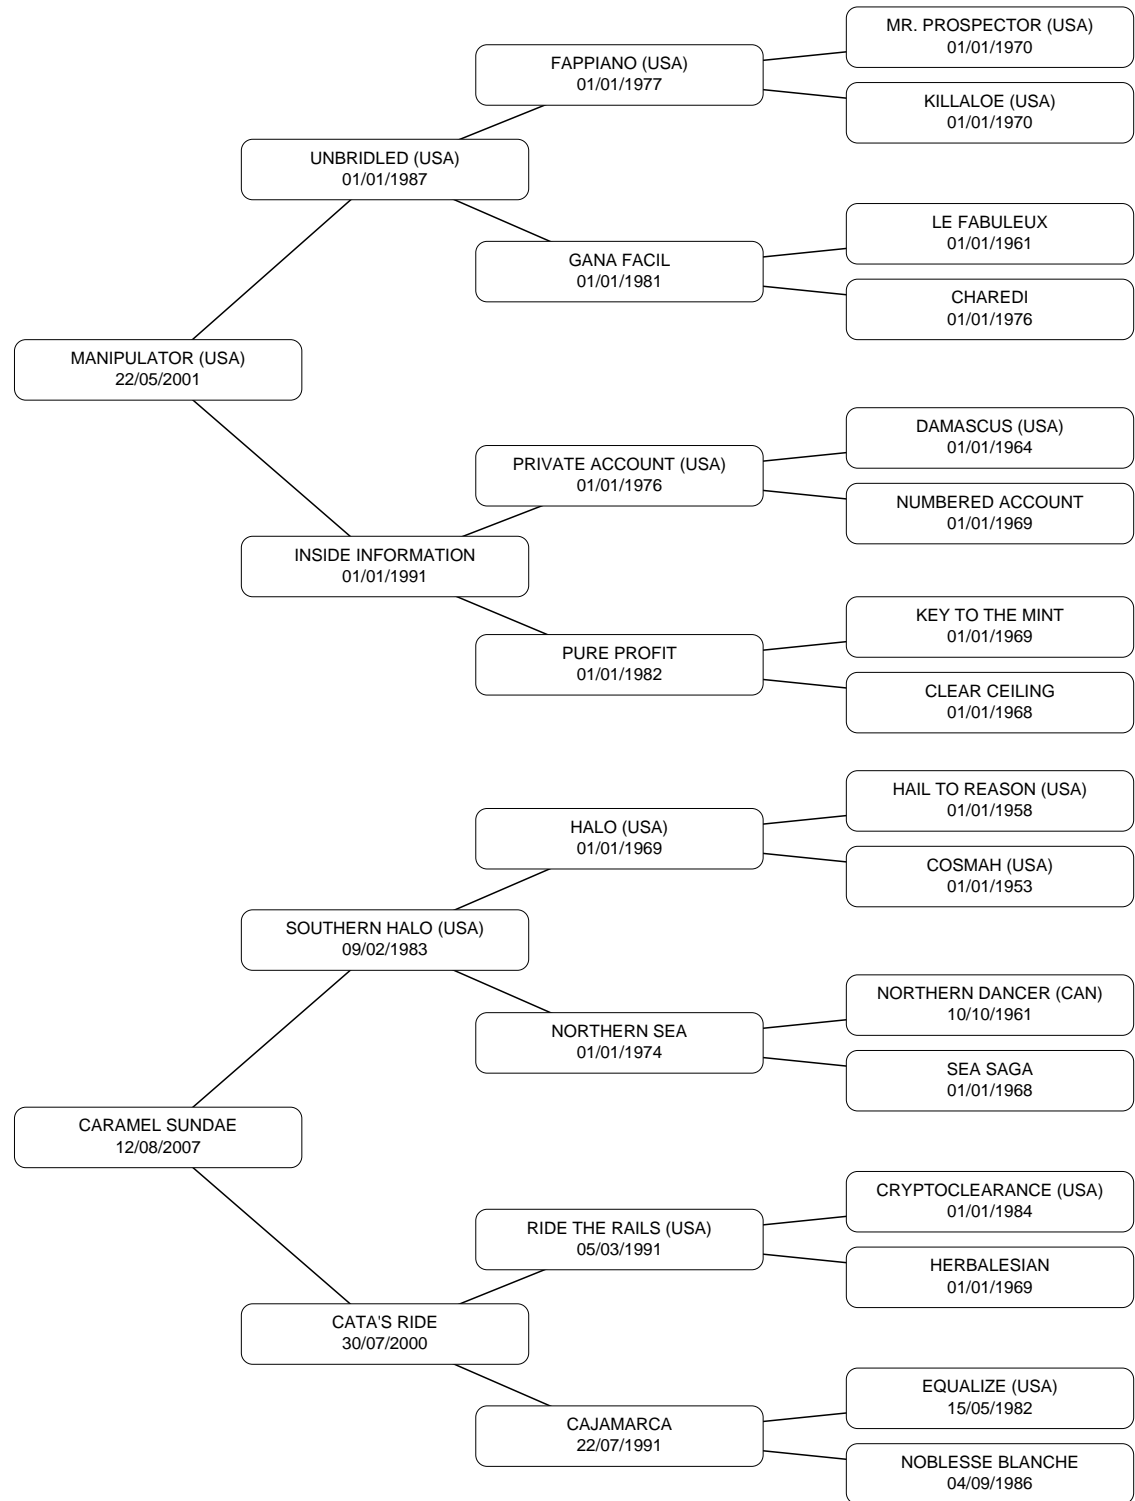 MR. PROSPECTOR (USA)
01/01/1970
FAPPIANO (USA)
01/01/1977
KILLALOE (USA)
01/01/1970
UNBRIDLED (USA)
01/01/1987
LE FABULEUX
01/01/1961
GANA FACIL
01/01/1981
CHAREDI
01/01/1976
MANIPULATOR (USA)
22/05/2001
DAMASCUS (USA)
01/01/1964
PRIVATE ACCOUNT (USA)
01/01/1976
NUMBERED ACCOUNT
01/01/1969
INSIDE INFORMATION
01/01/1991
KEY TO THE MINT
01/01/1969
PURE PROFIT
01/01/1982
CLEAR CEILING
01/01/1968
HAIL TO REASON (USA)
01/01/1958
HALO (USA)
01/01/1969
COSMAH (USA)
01/01/1953
SOUTHERN HALO (USA)
09/02/1983
NORTHERN DANCER (CAN)
10/10/1961
NORTHERN SEA
01/01/1974
SEA SAGA
01/01/1968
CARAMEL SUNDAE
12/08/2007
CRYPTOCLEARANCE (USA)
01/01/1984
RIDE THE RAILS (USA)
05/03/1991
HERBALESIAN
01/01/1969
CATA'S RIDE
30/07/2000
EQUALIZE (USA)
15/05/1982
CAJAMARCA
22/07/1991
NOBLESSE BLANCHE
04/09/1986